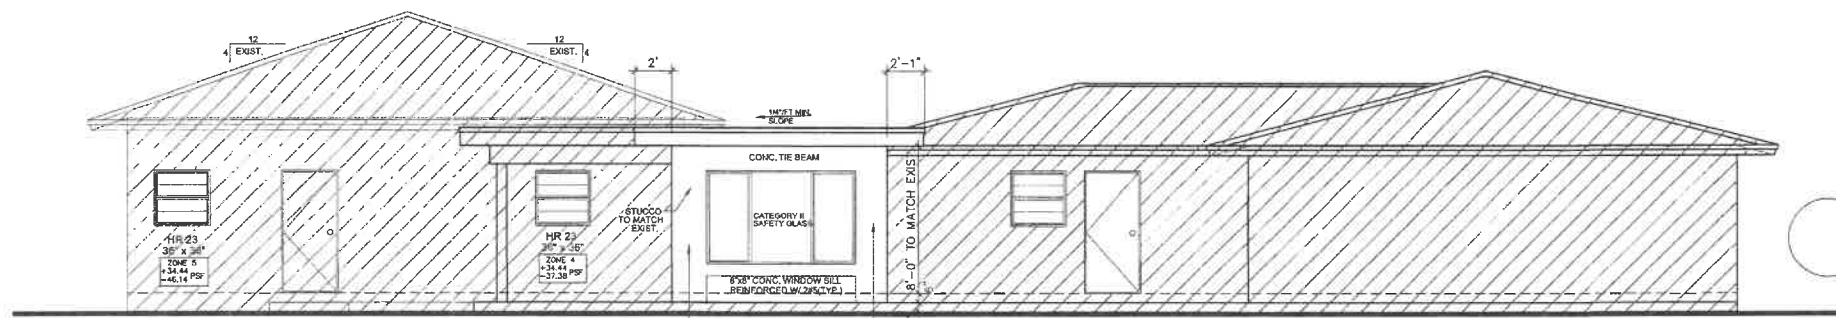 12
4 EXIST.
12
EXIST. 4
2'
2'-1"
1/4"/FT MIN.
SLOPE
CONC. TIE BEAM
STUCCO
TO MATCH
EXIST.
CATEGORY II
SAFETY GLASS
8'-0" TO MATCH EXIS
HR 23
36" x 36"
ZONE 5
+34.44
-46.14 PSF
HR 23
36" x 36"
ZONE 4
+34.44
-37.38 PSF
8"x8" CONC. WINDOW SILL
REINFORCED W/ 2#5(TYP.)